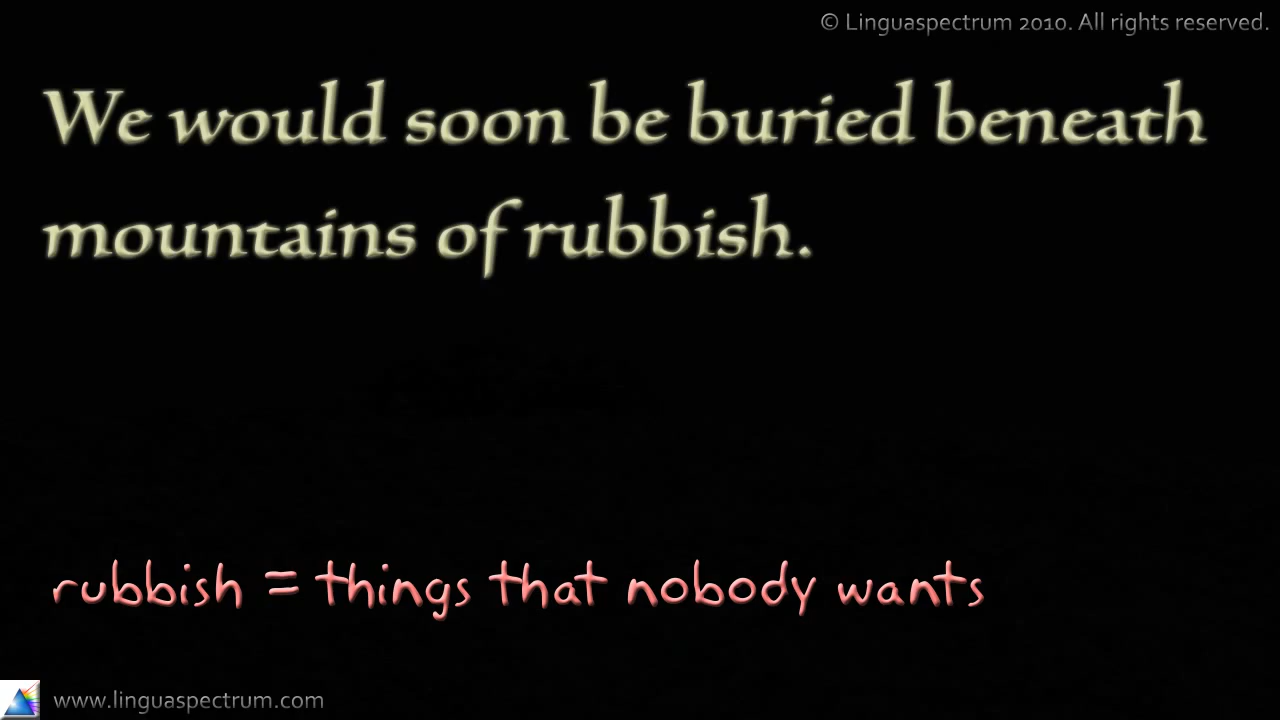 © Linguaspectrum 2010. All rights reserved.
We would soon be buried beneath
mountains of rubbish.
rubbish = things that nobody wants
www.linguaspectrum.com